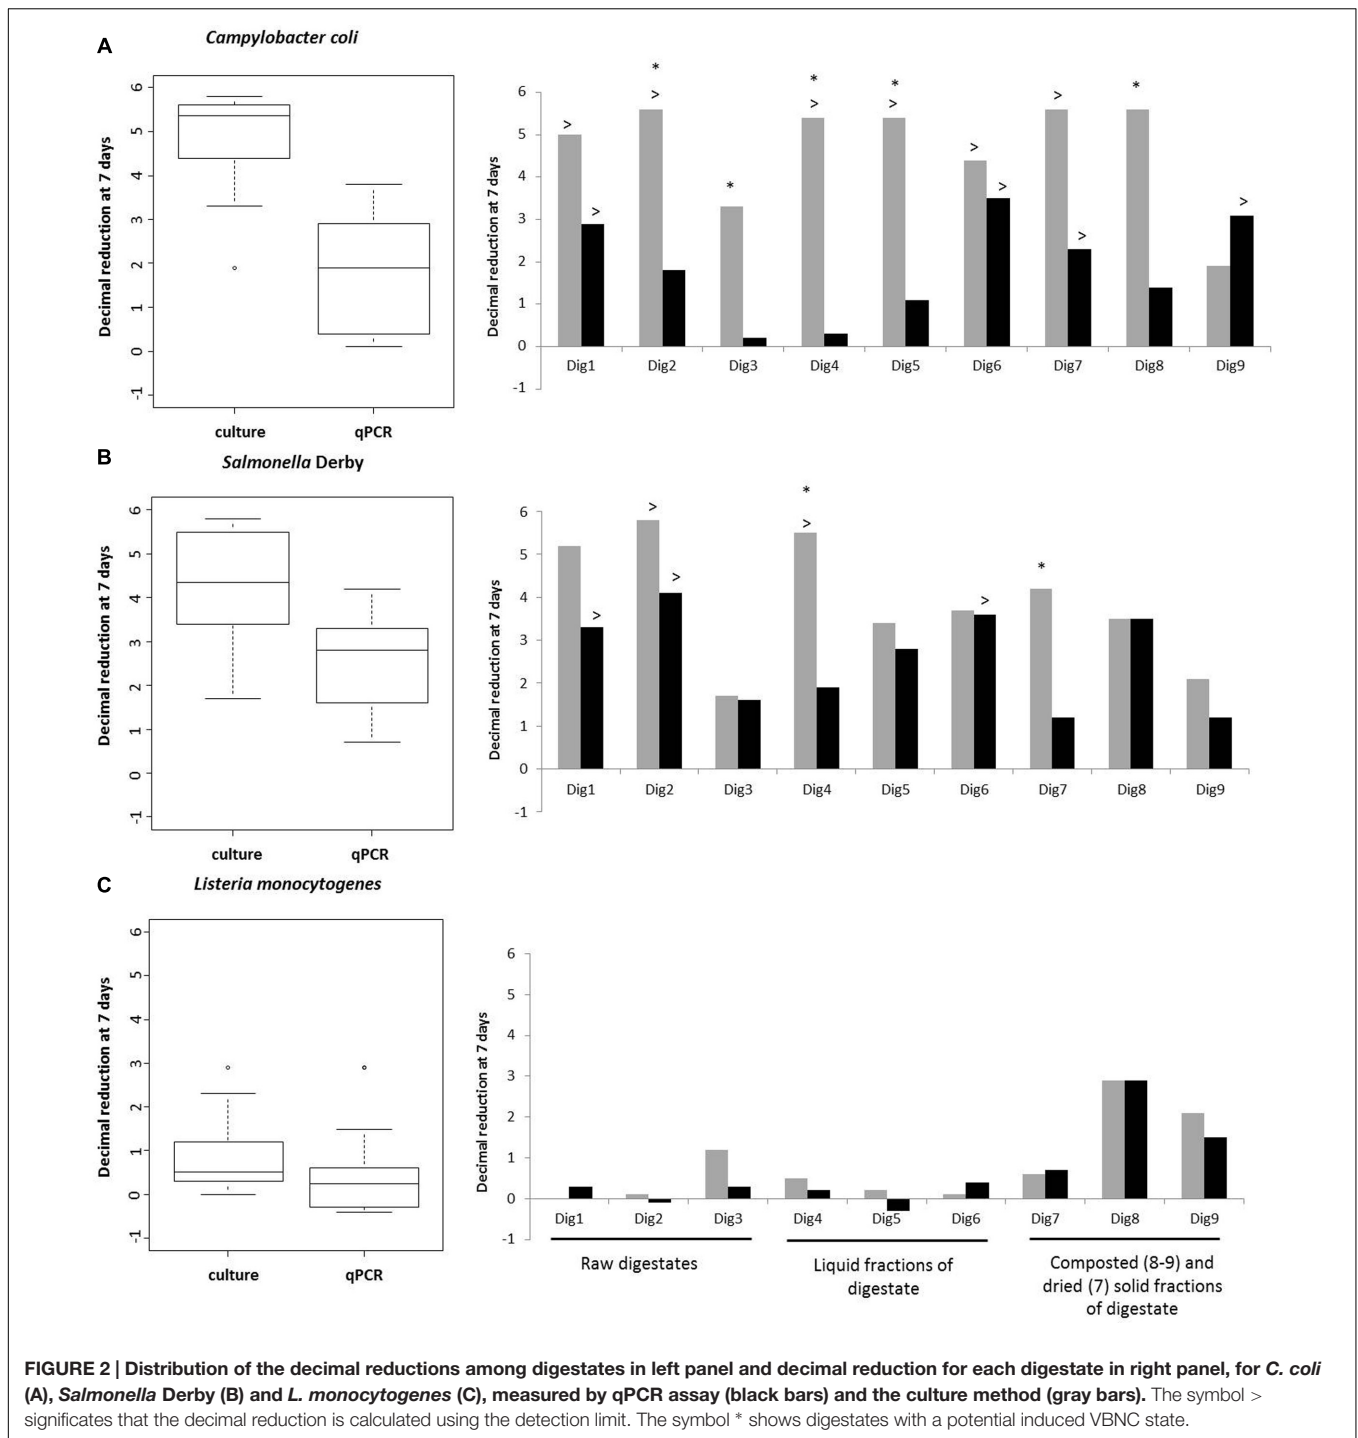 A
Campylobacter coli
Decimal reduction at 7 days
6
5
4
3
2
1
0
-1
culture
qPCR
Decimal reduction at 7 days
6
5
4
3
2
1
0
-1
> > * > * * > * > > > > > * >
Dig1 Dig2 Dig3 Dig4 Dig5 Dig6 Dig7 Dig8 Dig9
B
Salmonella Derby
Decimal reduction at 7 days
6
5
4
3
2
1
0
-1
culture
qPCR
Decimal reduction at 7 days
6
5
4
3
2
1
0
-1
> > > * > > *
Dig1 Dig2 Dig3 Dig4 Dig5 Dig6 Dig7 Dig8 Dig9
C
Listeria monocytogenes
Decimal reduction at 7 days
6
5
4
3
2
1
0
-1
culture
qPCR
Decimal reduction at 7 days
6
5
4
3
2
1
0
-1
Dig1 Dig2 Dig3 Dig4 Dig5 Dig6 Dig7 Dig8 Dig9
Raw digestates
Liquid fractions of
digestate
Composted (8-9) and
dried (7) solid fractions
of digestate
FIGURE 2 | Distribution of the decimal reductions among digestates in left panel and decimal reduction for each digestate in right panel, for C. coli
(A), Salmonella Derby (B) and L. monocytogenes (C), measured by qPCR assay (black bars) and the culture method (gray bars). The symbol >
significates that the decimal reduction is calculated using the detection limit. The symbol * shows digestates with a potential induced VBNC state.